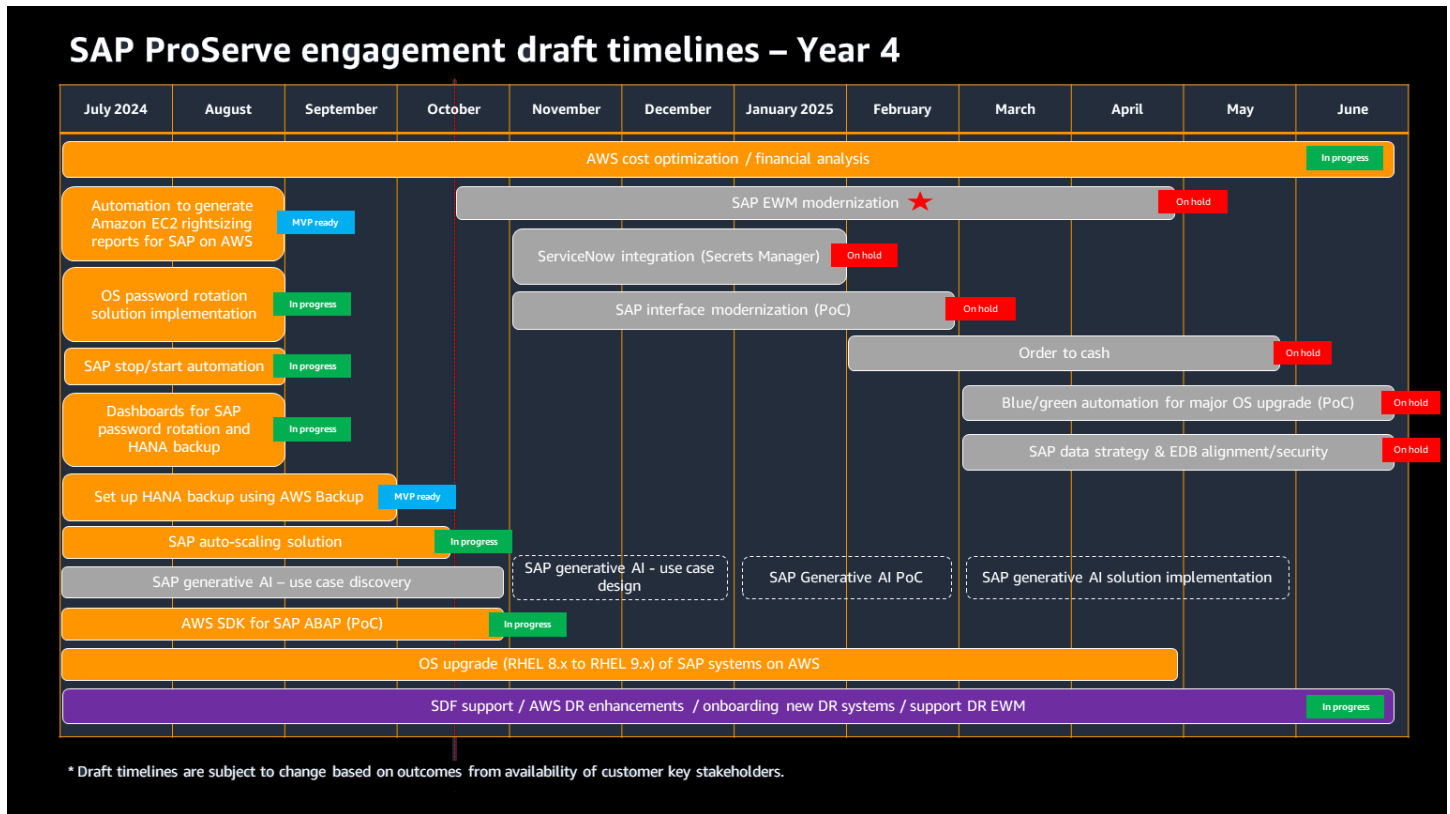 SAP ProServe engagement draft timelines – Year 4
July 2024
August
September
October
November
December
January 2025
February
March
April
May
June
AWS cost optimization / financial analysis
In progress
Automation to generate
Amazon EC2 rightsizing
reports for SAP on AWS
MVP ready
SAP EWM modernization
On hold
ServiceNow integration (Secrets Manager)
On hold
OS password rotation
solution implementation
In progress
SAP interface modernization (PoC)
On hold
Order to cash
On hold
SAP stop/start automation
In progress
Dashboards for SAP
password rotation and
HANA backup
In progress
Blue/green automation for major OS upgrade (PoC)
On hold
SAP data strategy & EDB alignment/security
On hold
Set up HANA backup using AWS Backup
MVP ready
SAP auto-scaling solution
In progress
SAP generative AI – use case discovery
SAP generative AI - use case
design
SAP Generative AI PoC
SAP generative AI solution implementation
AWS SDK for SAP ABAP (PoC)
In progress
OS upgrade (RHEL 8.x to RHEL 9.x) of SAP systems on AWS
SDF support / AWS DR enhancements / onboarding new DR systems / support DR EWM
In progress
* Draft timelines are subject to change based on outcomes from availability of customer key stakeholders.